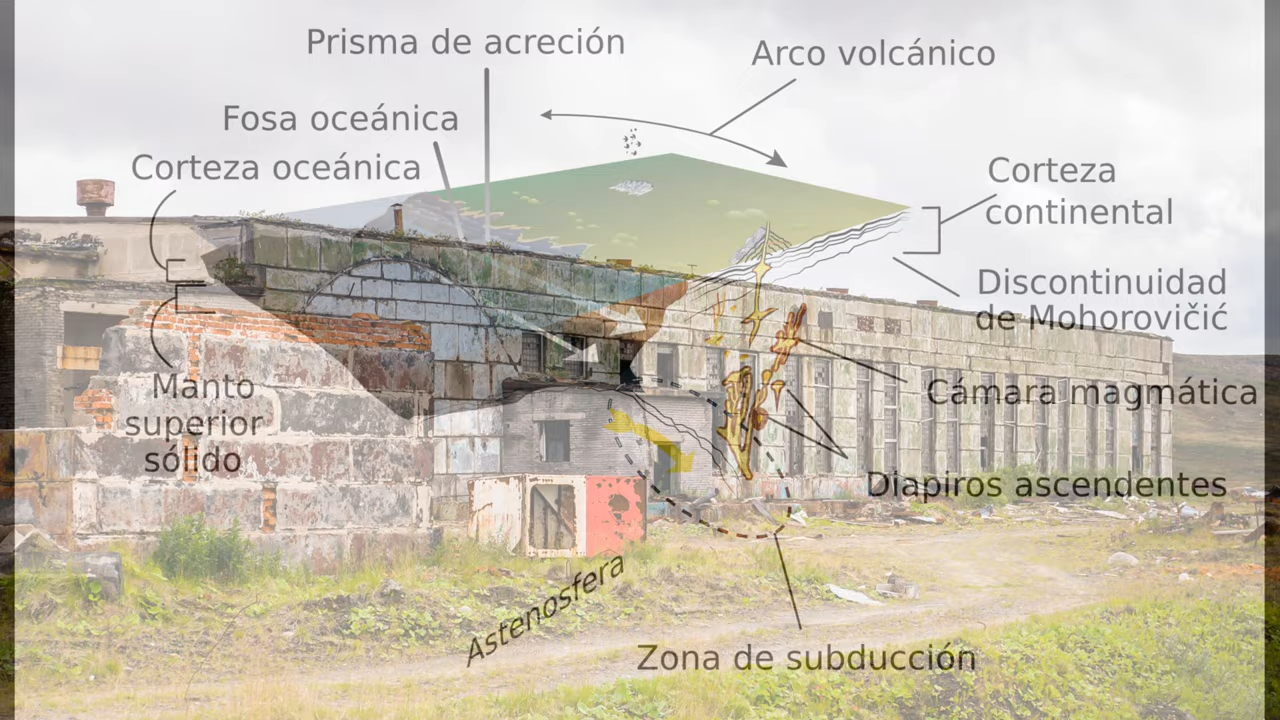 Prisma de acreción
Arco volcánico
Fosa oceánica
Corteza oceánica
Corteza
continental
Discontinuidad
de Mohorovičić
Manto
superior
sólido
Cámara magmática
Diapiros ascendentes
Astenosfera
Zona de subducción